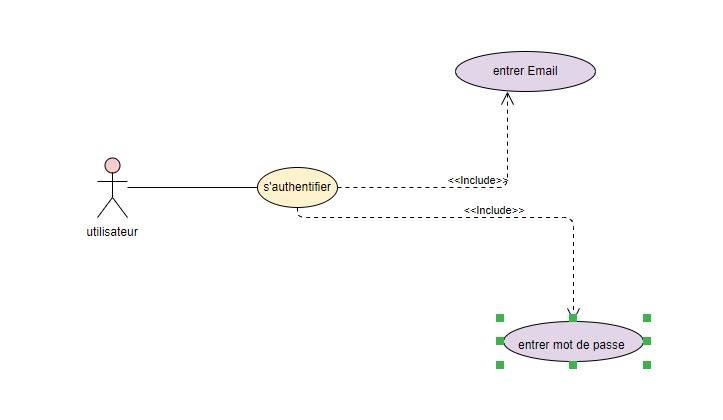 entrer Email
<<Include>>
s'authentifier
<<Include>>
utilisateur
entrer mot de passe